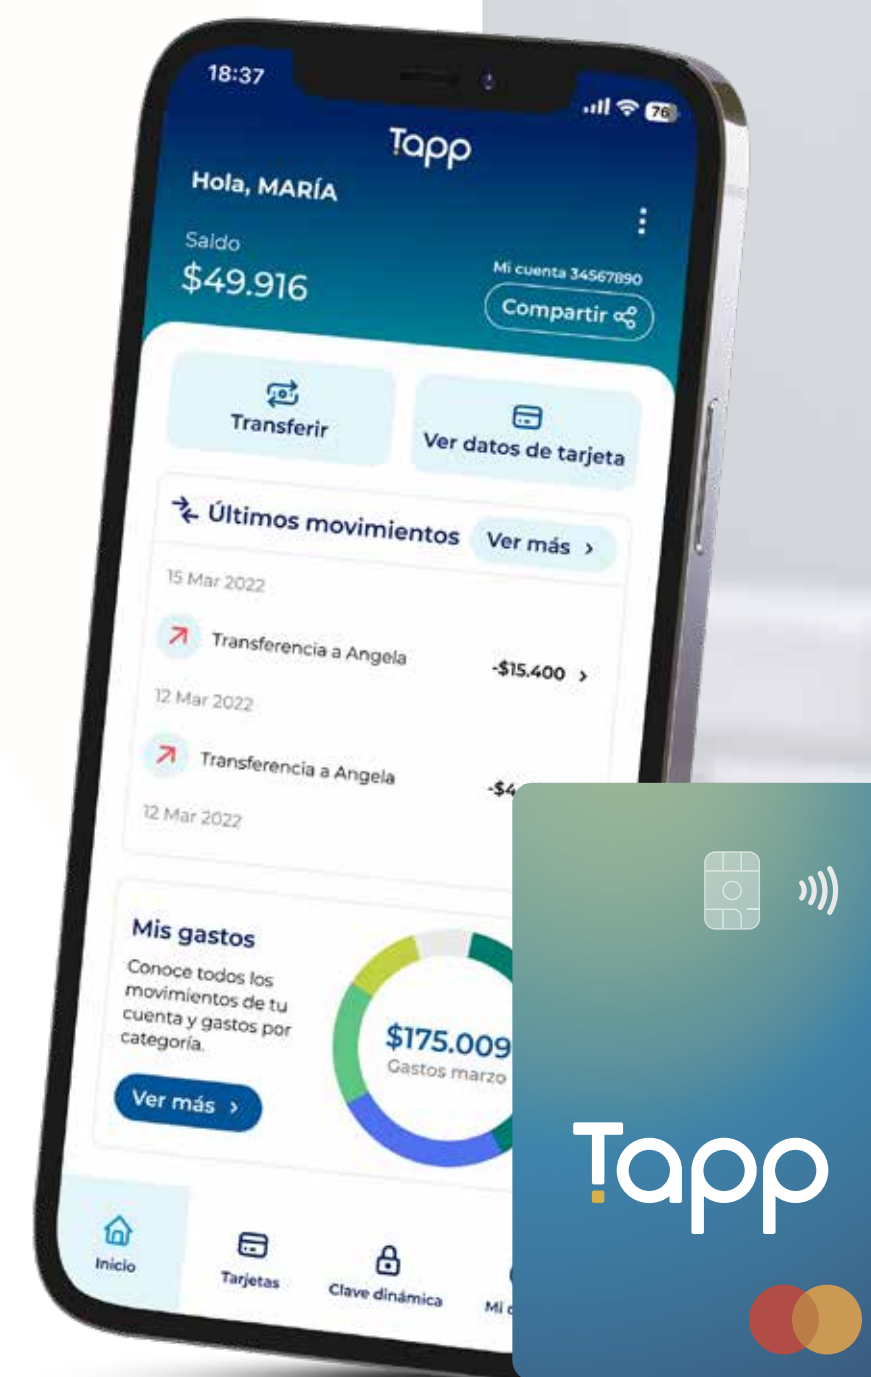 18:37
76
Tapp
Hola, MARÍA
Saldo
$49.916
Mi cuenta 34567890
Compartir
Transferir
Ver datos de tarjeta
Últimos movimientos
Ver más
15 Mar 2022
Transferencia a Angela
-$15.400
12 Mar 2022
Transferencia a Angela
-$4
12 Mar 2022
Mis gastos
Conoce todos los
movimientos de tu
cuenta y gastos por
categoría.
Ver más
$175.009
Gastos marzo
Inicio
Tarjetas
Clave dinámica
Mi
Tapp